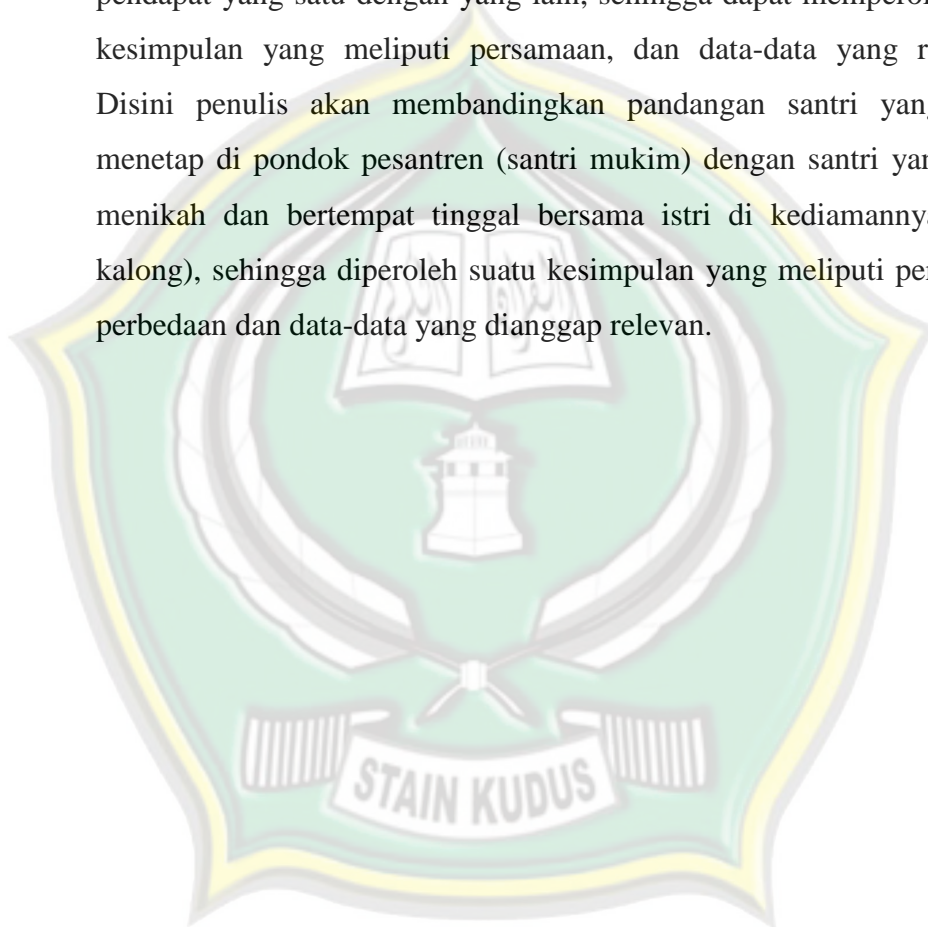 pendapat yang satu dengan yang lain, sehingga dapat
kesimpulan yang meliputi persamaan, dan data-data yang
Disini penulis akan membandingkan pandangan santri
menetap di pondok pesantren (santri mukim) dengan santri
menikah dan bertempat tinggal bersama istri di
kalong), sehingga diperoleh suatu kesimpulan yang meliputi
perbedaan dan data-data yang dianggap relevan.
STAIN KUDUS